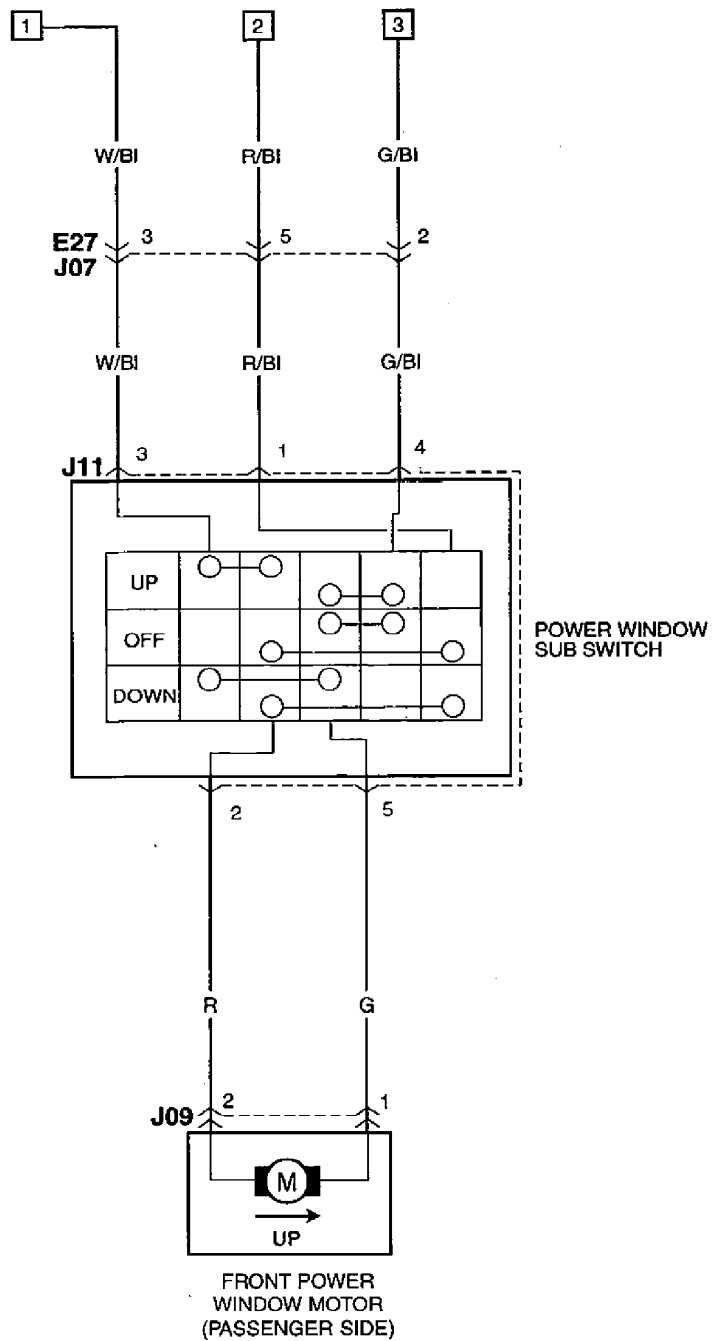 1 2 3
W/Bl R/Bl G/Bl
E27 3 5 2
J07
W/Bl R/Bl G/Bl
J11 3 1 4
UP
OFF
DOWN
POWER WINDOW
SUB SWITCH
2 5
R G
J09 2 1
M
UP
FRONT POWER
WINDOW MOTOR
(PASSENGER SIDE)